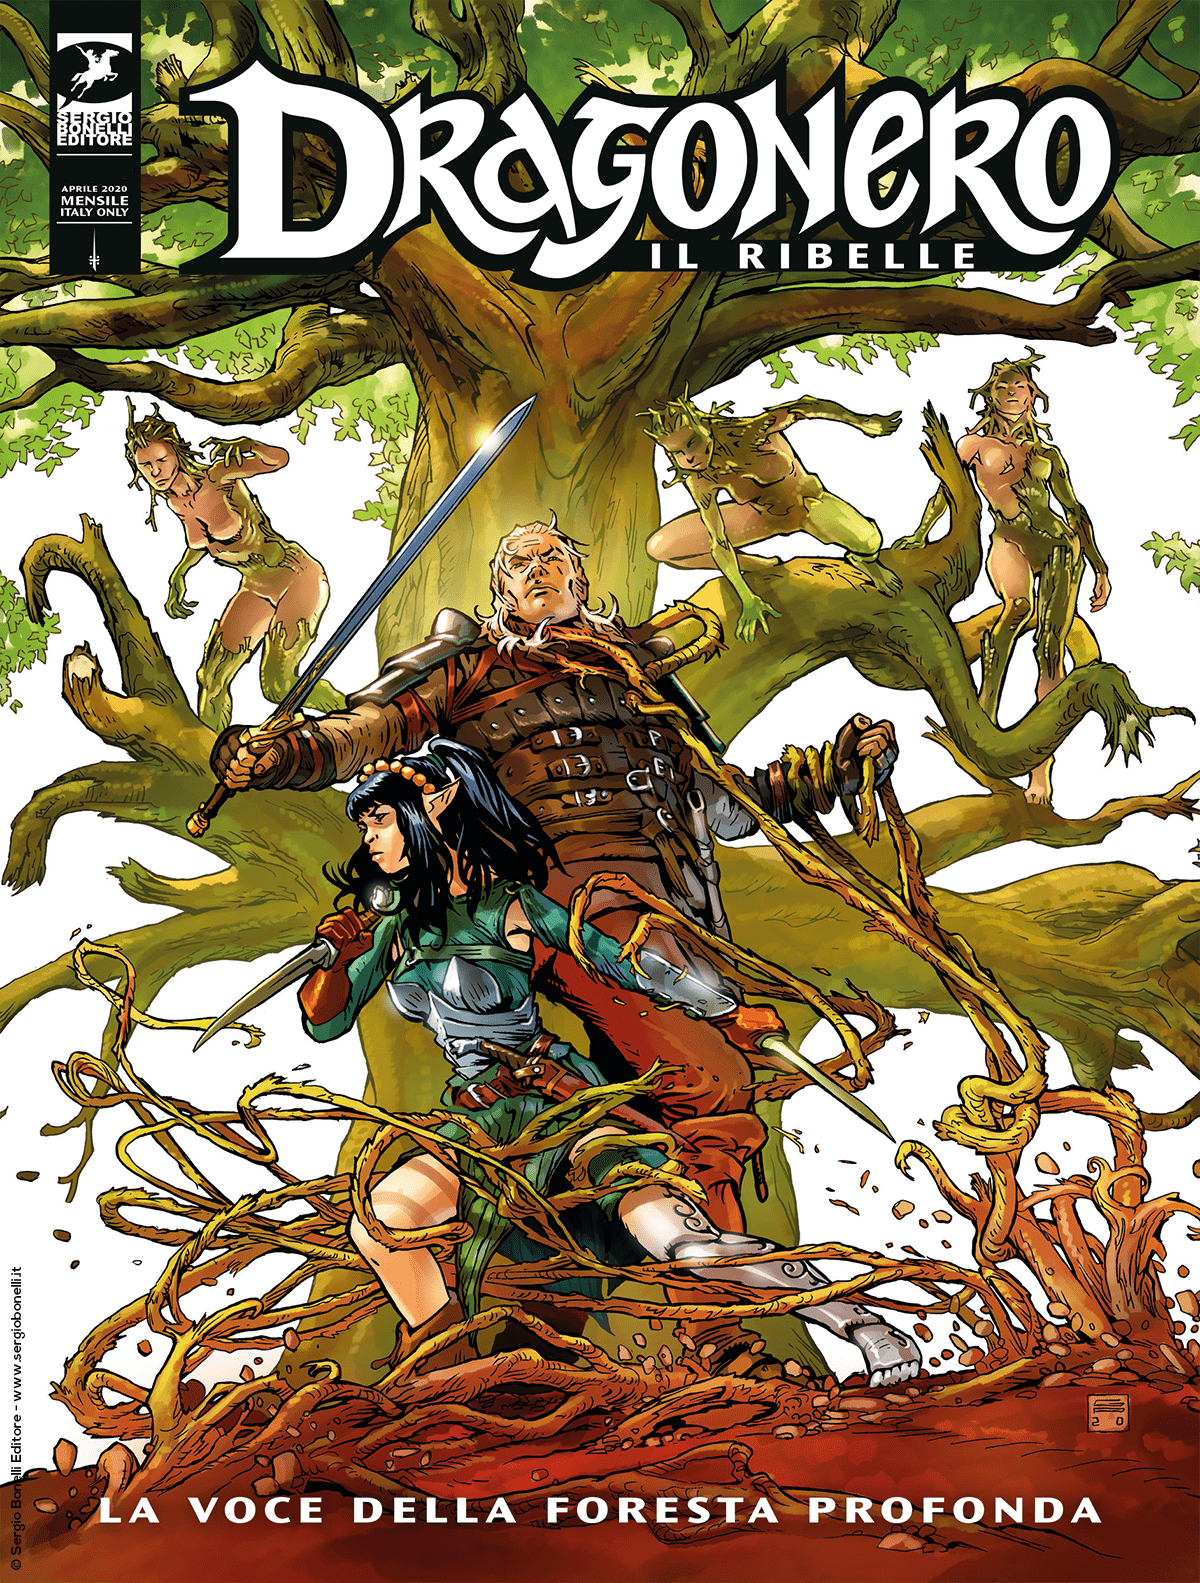 SERGIO
BONELLI
EDITORE
APRILE 2020
MENSILE
ITALY ONLY
DRAGONERO
IL RIBELLE
© Sergio Bonelli Editore - www.sergiobonelli.it
20
LA VOCE DELLA FORESTA PROFONDA